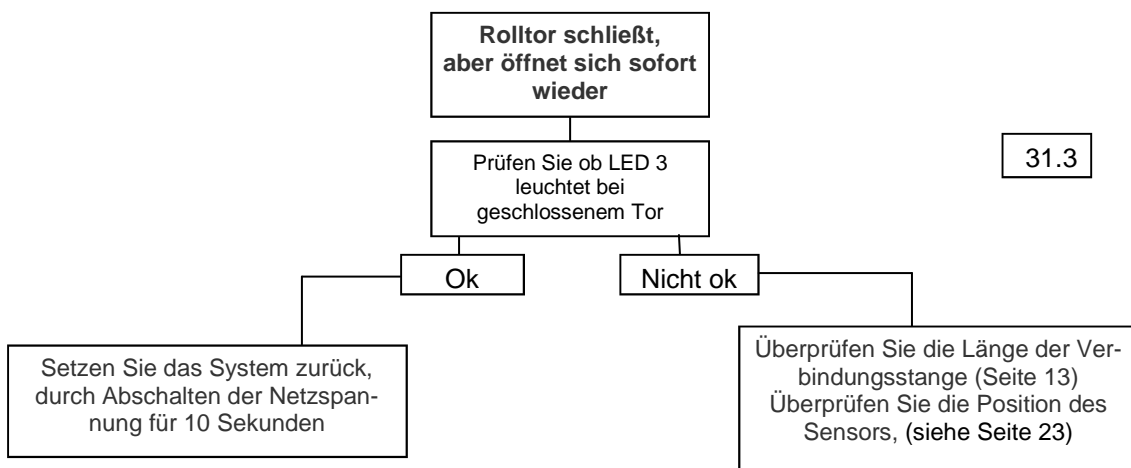 Rolltor schließt,
aber öffnet sich sofort
wieder
Prüfen Sie ob LED 3
leuchtet bei
geschlossenem Tor
31.3
Ok
Nicht ok
Setzen Sie das System zurück,
durch Abschalten der Netzspan-
nung für 10 Sekunden
Überprüfen Sie die Länge der Ver-
bindungsstange (Seite 13)
Überprüfen Sie die Position des
Sensors, (siehe Seite 23)